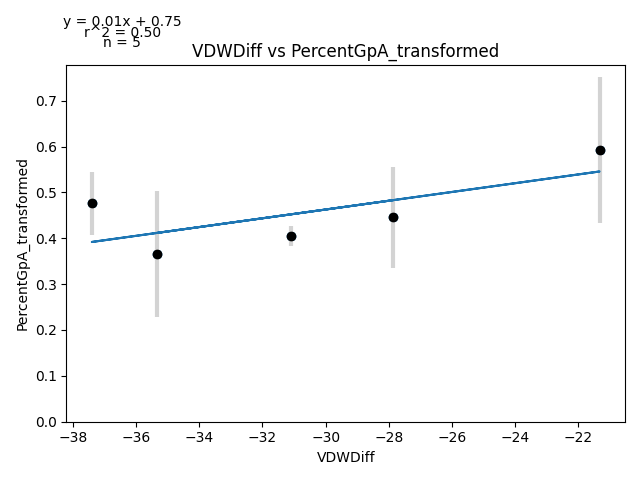 y = 0.01x + 0.75
r^2 = 0.50
n = 5
VDWDiff vs PercentGpA_transformed
PercentGpA_transformed
0.7
0.6
0.5
0.4
0.3
0.2
0.1
0.0
−38 −36 −34 −32 −30 −28 −26 −24 −22
VDWDiff